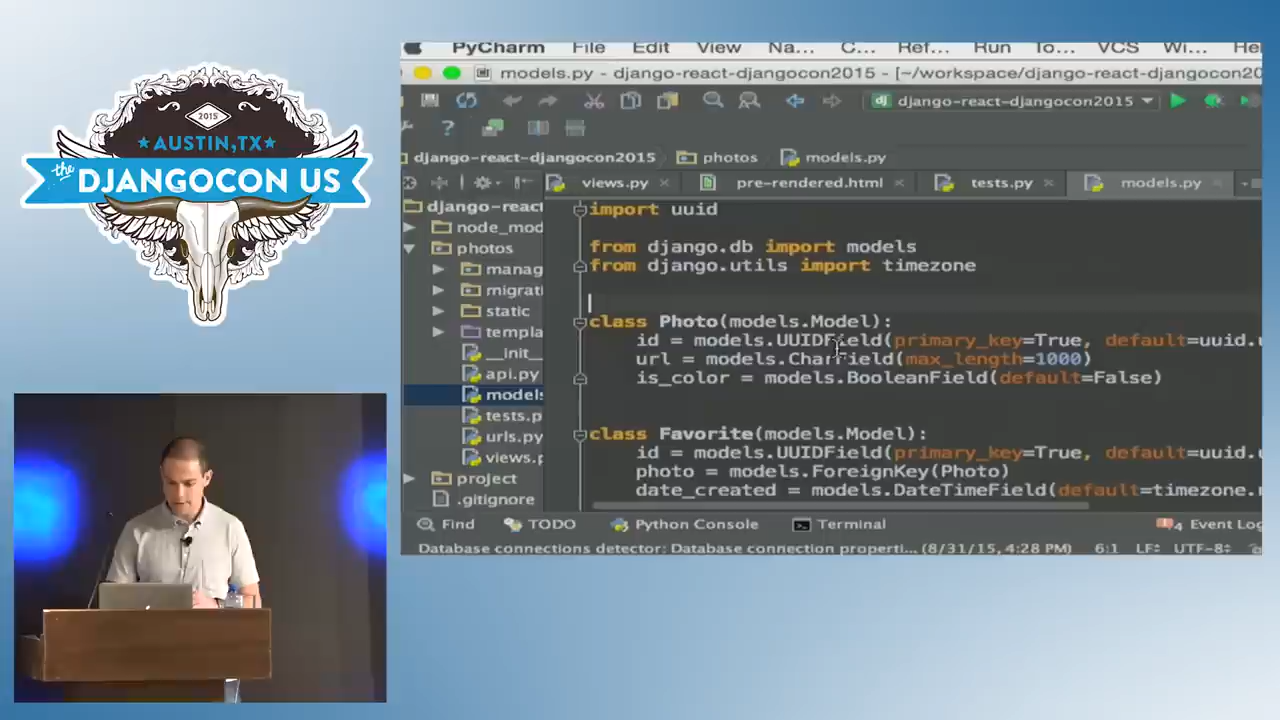 2015
★AUSTIN,TX★
the
DJANGOCON US
PyCharm File Edit View Na... C... Ref... Run To... VCS Wi... He
models.py - django-react-djangocon2015 - [~/workspace/django-react-djangocon20
django-react-djangocon2015
?
django-react-djangocon2015 photos models.py
views.py × pre-rendered.html × tests.py × models.py ×
django-react
node_mod
photos
manag
migrati
static
templa
__init__
api.py
models
tests.p
urls.py
views.p
project
.gitignore
import uuid
from django.db import models
from django.utils import timezone
class Photo(models.Model):
id = models.UUIDField(primary_key=True, default=uuid.u
url = models.CharField(max_length=1000)
is_color = models.BooleanField(default=False)
class Favorite(models.Model):
id = models.UUIDField(primary_key=True, default=uuid.u
photo = models.ForeignKey(Photo)
date_created = models.DateTimeField(default=timezone.n
Find TODO Python Console Terminal 4 Event Log
Database connections detector: Database connection properti... (8/31/15, 4:28 PM) 6:1 LF÷ UTF-8÷